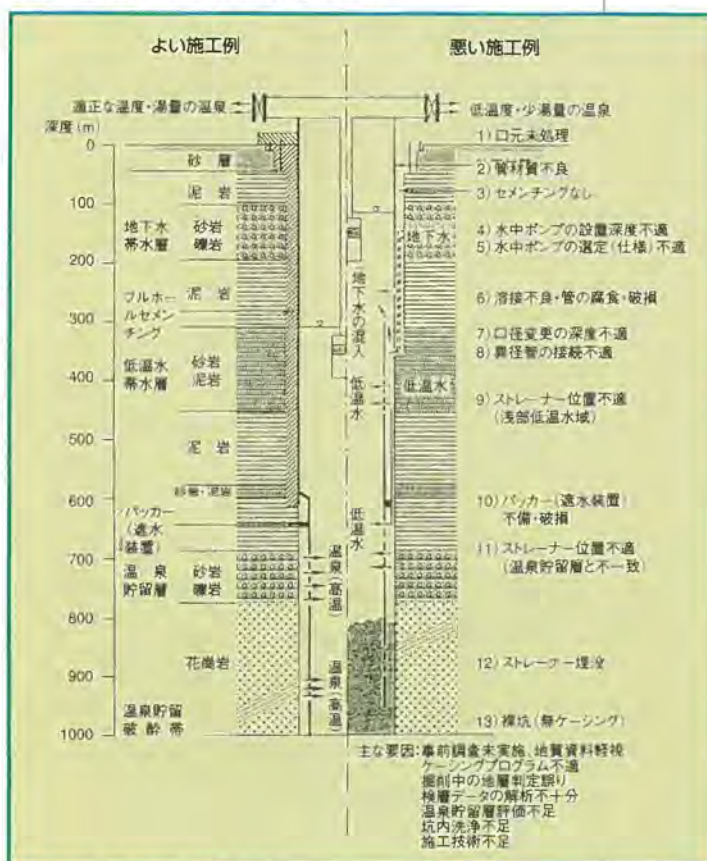 よい施工例
悪い施工例
適正な温度・湯量の温泉
低温度・少湯量の温泉
深度(m)
0
100
200
300
400
500
600
700
800
900
1000
砂層
泥岩
地下水帯水層
砂岩
礫岩
泥岩
フルホールセメンチング
低温水帯水層
砂岩
泥岩
泥岩
砂層・泥岩
パッカー
(遮水装置)
温泉貯留層
砂岩
礫岩
花崗岩
温泉貯留
破砕帯
温泉(高温)
温泉(高温)
地下水の混入
低温水
低温水
地下水
低温水
1) 口元未処理
2) 管材質不良
3) セメンチングなし
4) 水中ポンプの設置深度不適
5) 水中ポンプの選定(仕様)不適
6) 溶接不良・管の腐食・破損
7) 口径変更の深度不適
8) 異径管の接続不適
9) ストレーナー位置不適
(浅部低温水域)
10) パッカー(遮水装置)
不備・破損
11) ストレーナー位置不適
(温泉貯留層と不一致)
12) ストレーナー埋没
13) 裸坑(無ケーシング)
主な要因:事前調査未実施、地質資料軽視
ケーシングプログラム不適
掘削中の地層判定誤り
検層データの解析不十分
温泉貯留層評価不足
坑内洗浄不足
施工技術不足